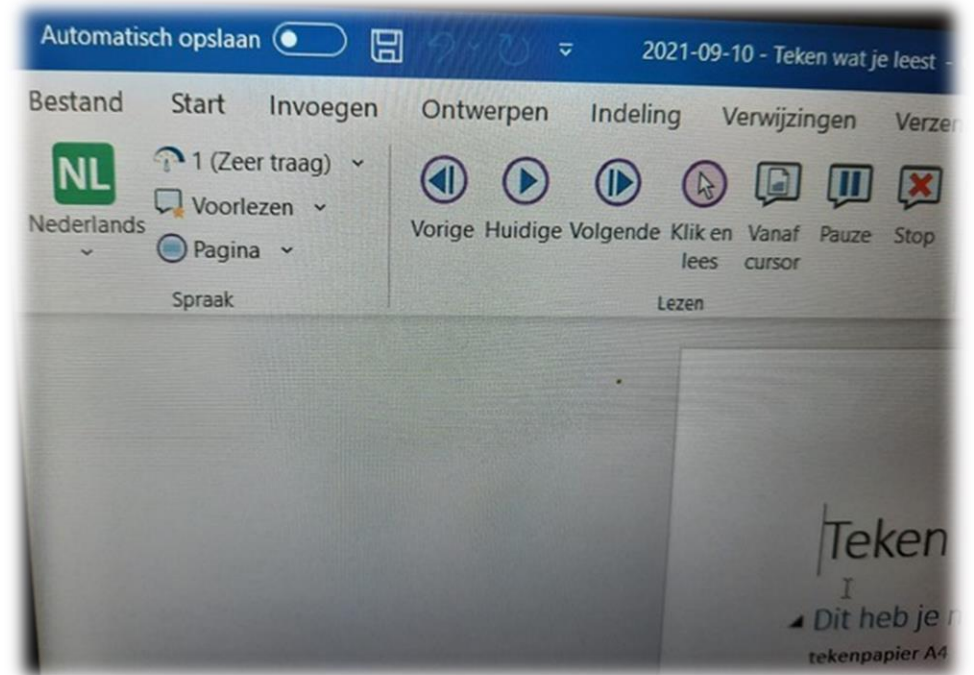 Automatisch opslaan 2021-09-10 - Teken wat je leest -
Bestand Start Invoegen Ontwerpen Indeling Verwijzingen
NL
Nederlands
1 (Zeer traag)
Voorlezen
Pagina
Spraak
Vorige Huidige Volgende Klik en lees Vanaf cursor Pauze Stop
Lezen
Teken
Dit heb je
tekenpapier A4